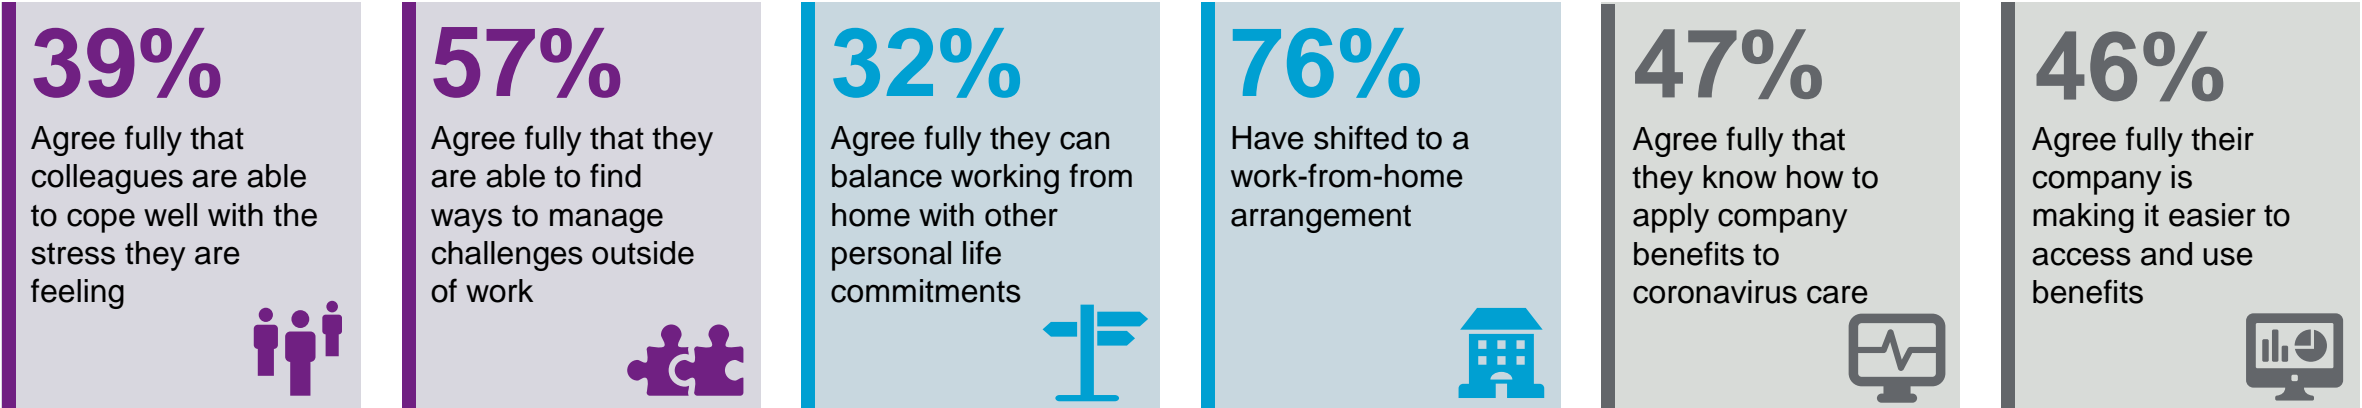 39%
Agree fully that
colleagues are able
to cope well with the
stress they are
feeling
57%
Agree fully that they
are able to find
ways to manage
challenges outside
of work
32%
Agree fully they can
balance working from
home with other
personal life
commitments
76%
Have shifted to a
work-from-home
arrangement
47%
Agree fully that
they know how to
apply company
benefits to
coronavirus care
46%
Agree fully their
company is
making it easier to
access and use
benefits